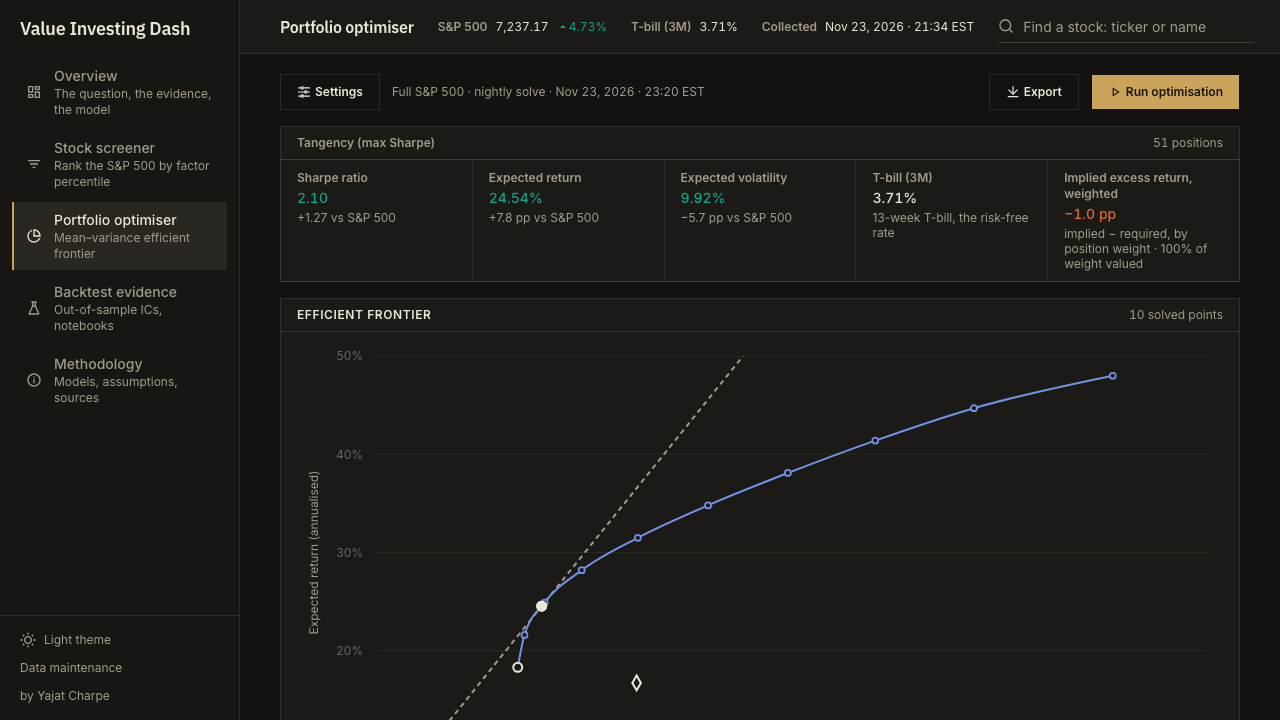 Value Investing Dash
Overview
The question, the evidence,
the model
Stock screener
Rank the S&P 500 by factor
percentile
Portfolio optimiser
Mean–variance efficient
frontier
Backtest evidence
Out-of-sample ICs,
notebooks
Methodology
Models, assumptions,
sources
Light theme
Data maintenance
by Yajat Charpe
Portfolio optimiser S&P 500 7,237.17 4.73% T-bill (3M) 3.71% Collected Nov 23, 2026 · 21:34 EST Find a stock: ticker or name
Settings Full S&P 500 · nightly solve · Nov 23, 2026 · 23:20 EST Export Run optimisation
Tangency (max Sharpe) 51 positions
Sharpe ratio
2.10
+1.27 vs S&P 500
Expected return
24.54%
+7.8 pp vs S&P 500
Expected volatility
9.92%
−5.7 pp vs S&P 500
T-bill (3M)
3.71%
13-week T-bill, the risk-free
rate
Implied excess return,
weighted
−1.0 pp
implied − required, by
position weight · 100% of
weight valued
EFFICIENT FRONTIER 10 solved points
50%
40%
30%
20%
Expected return (annualised)